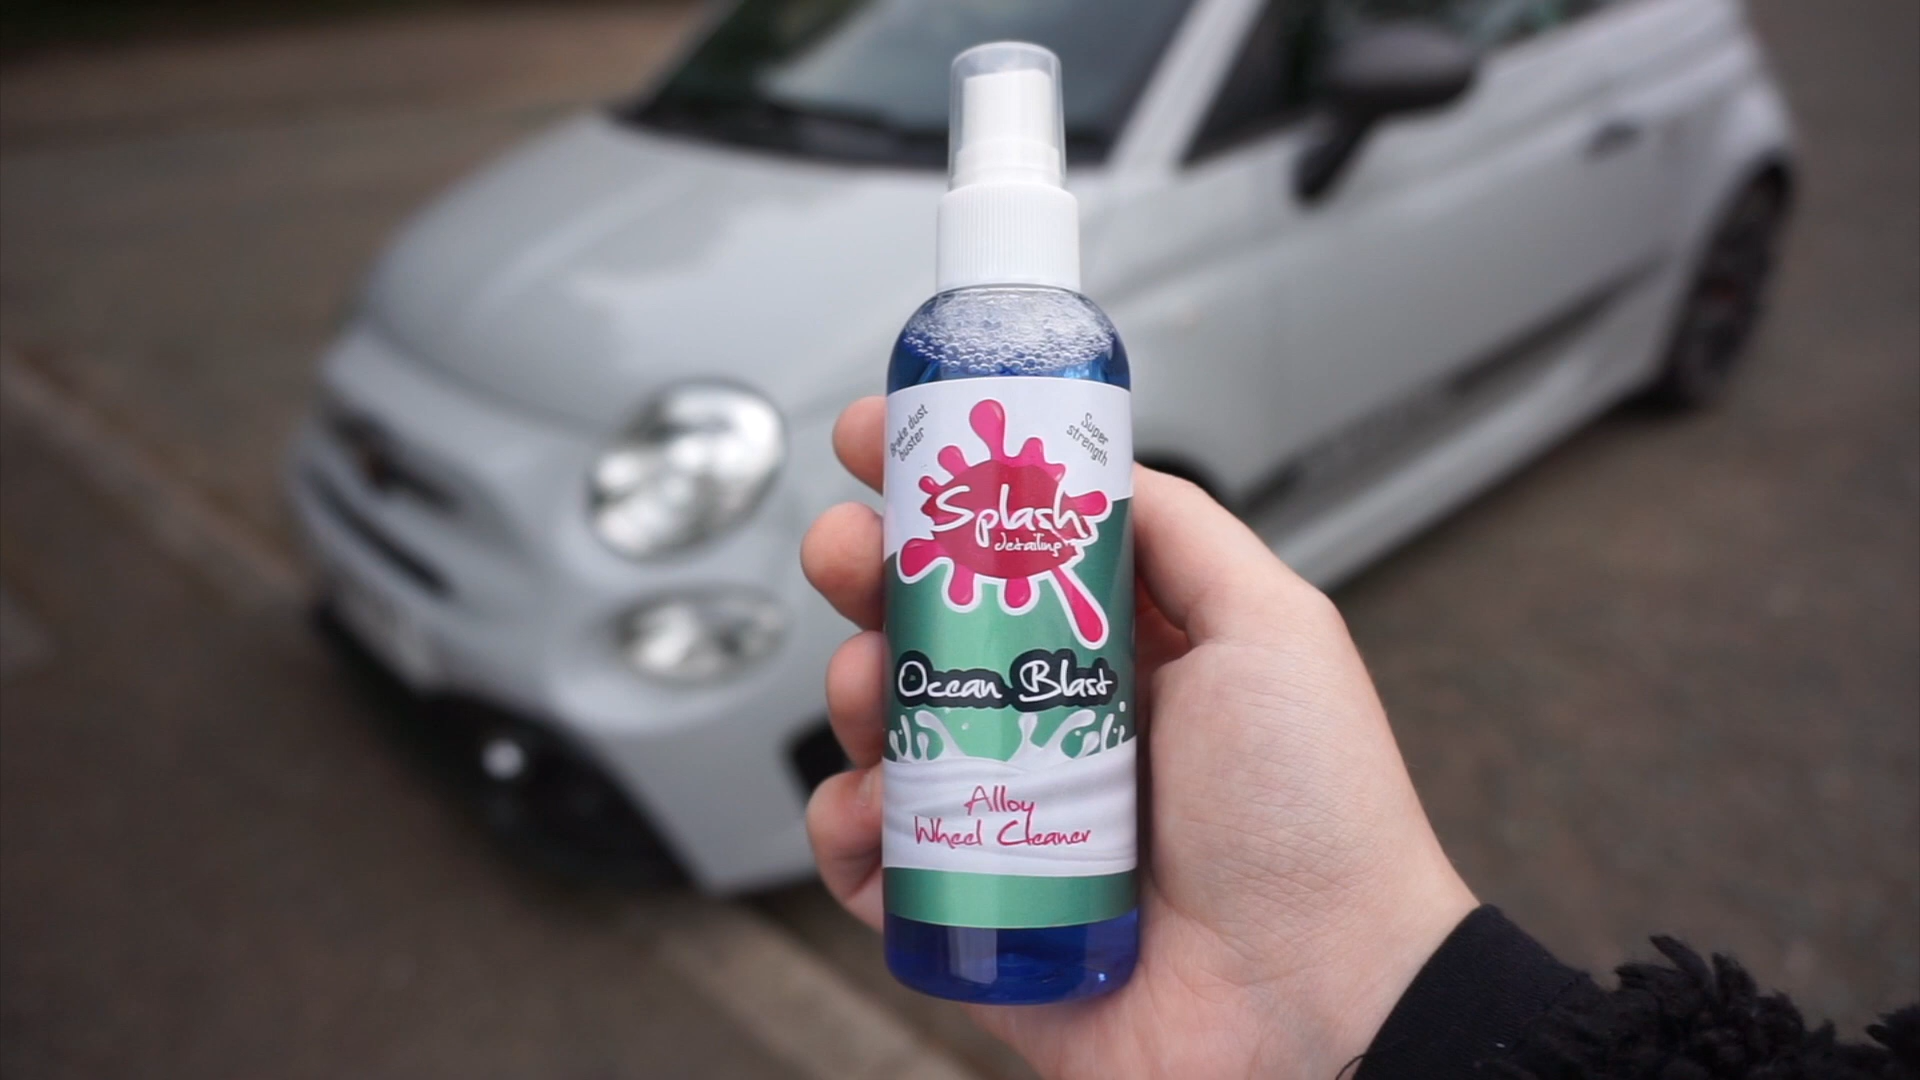 Brake dust
buster
Super
strength
Splash
detailing
Ocean Blast
Alloy
Wheel Cleaner